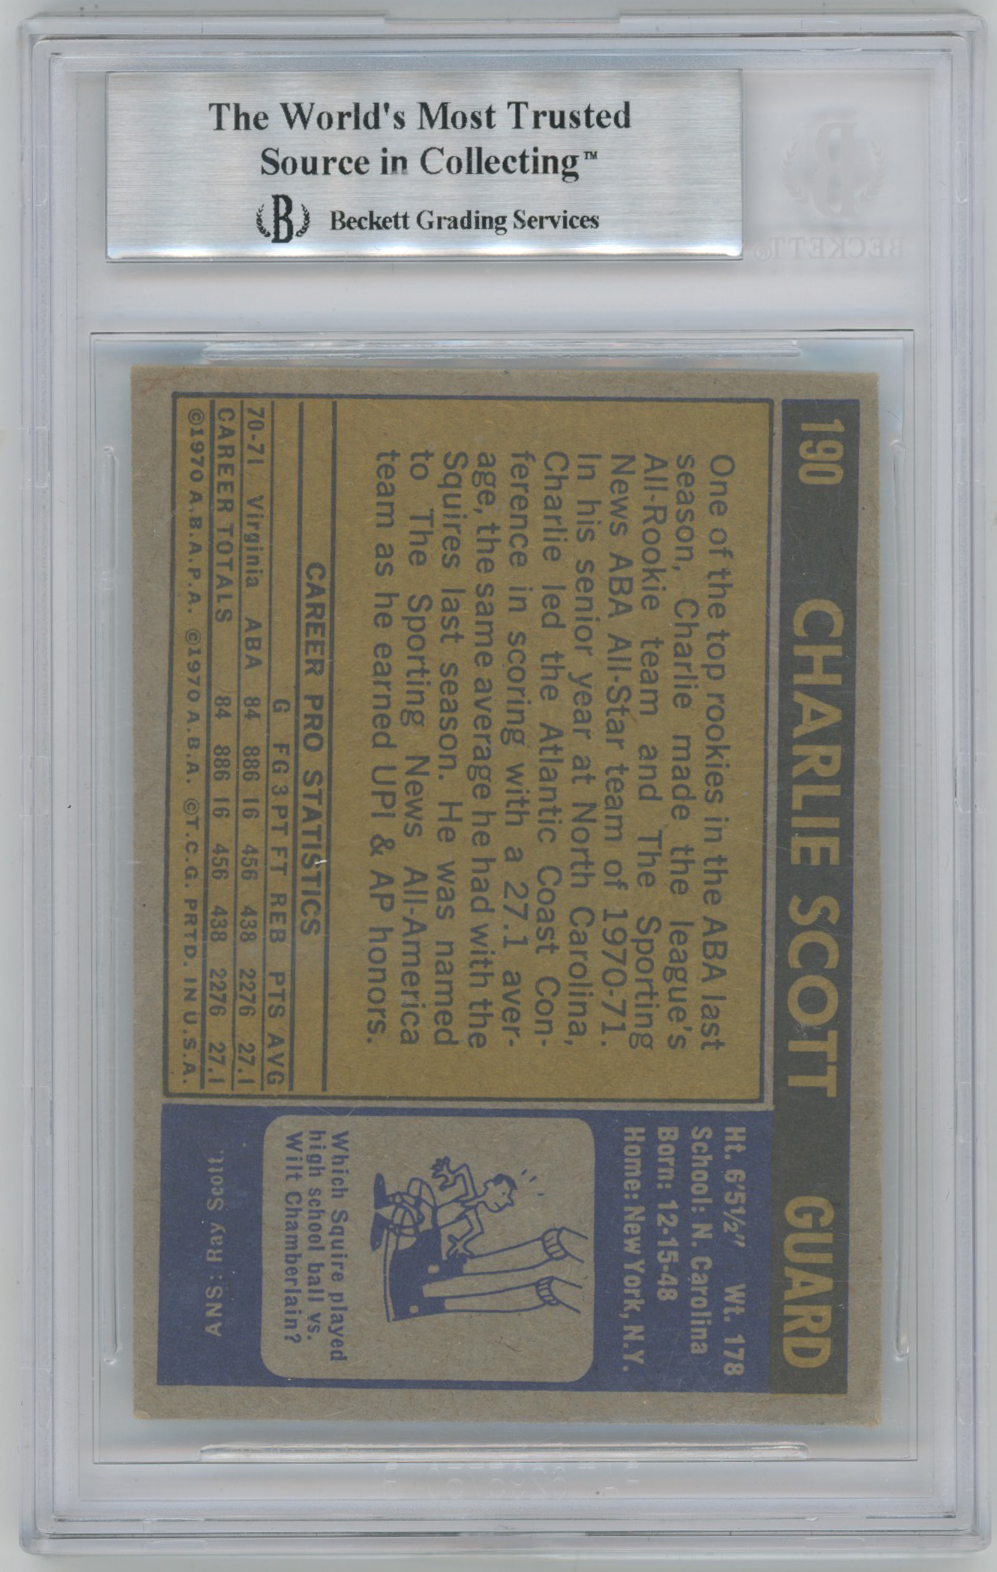 The World's Most Trusted
Source in Collecting™
B Beckett Grading Services
BECKETT®
190 CHARLIE SCOTT GUARD
One of the top rookies in the ABA last
season, Charlie made the league's
All-Rookie team and The Sporting
News ABA All-Star team of 1970-71.
In his senior year at North Carolina,
Charlie led the Atlantic Coast Con-
ference in scoring with a 27.1 aver-
age, the same average he had with the
Squires last season. He was named
to The Sporting News All-America
team as he earned UPI & AP honors.
CAREER PRO STATISTICS
G FG 3PT FT REB PTS AVG
70-71 Virginia ABA 84 886 16 456 438 2276 27.1
CAREER TOTALS 84 886 16 456 438 2276 27.1
©1970 A.B.A.P.A. ©1970 A.B.A. ©T.C.G. PRTD. IN U.S.A.
Ht. 6'5½" Wt. 178
School: N. Carolina
Born: 12-15-48
Home: New York, N.Y.
Which Squire played
high school ball vs.
Wilt Chamberlain?
ANS: Ray Scott.